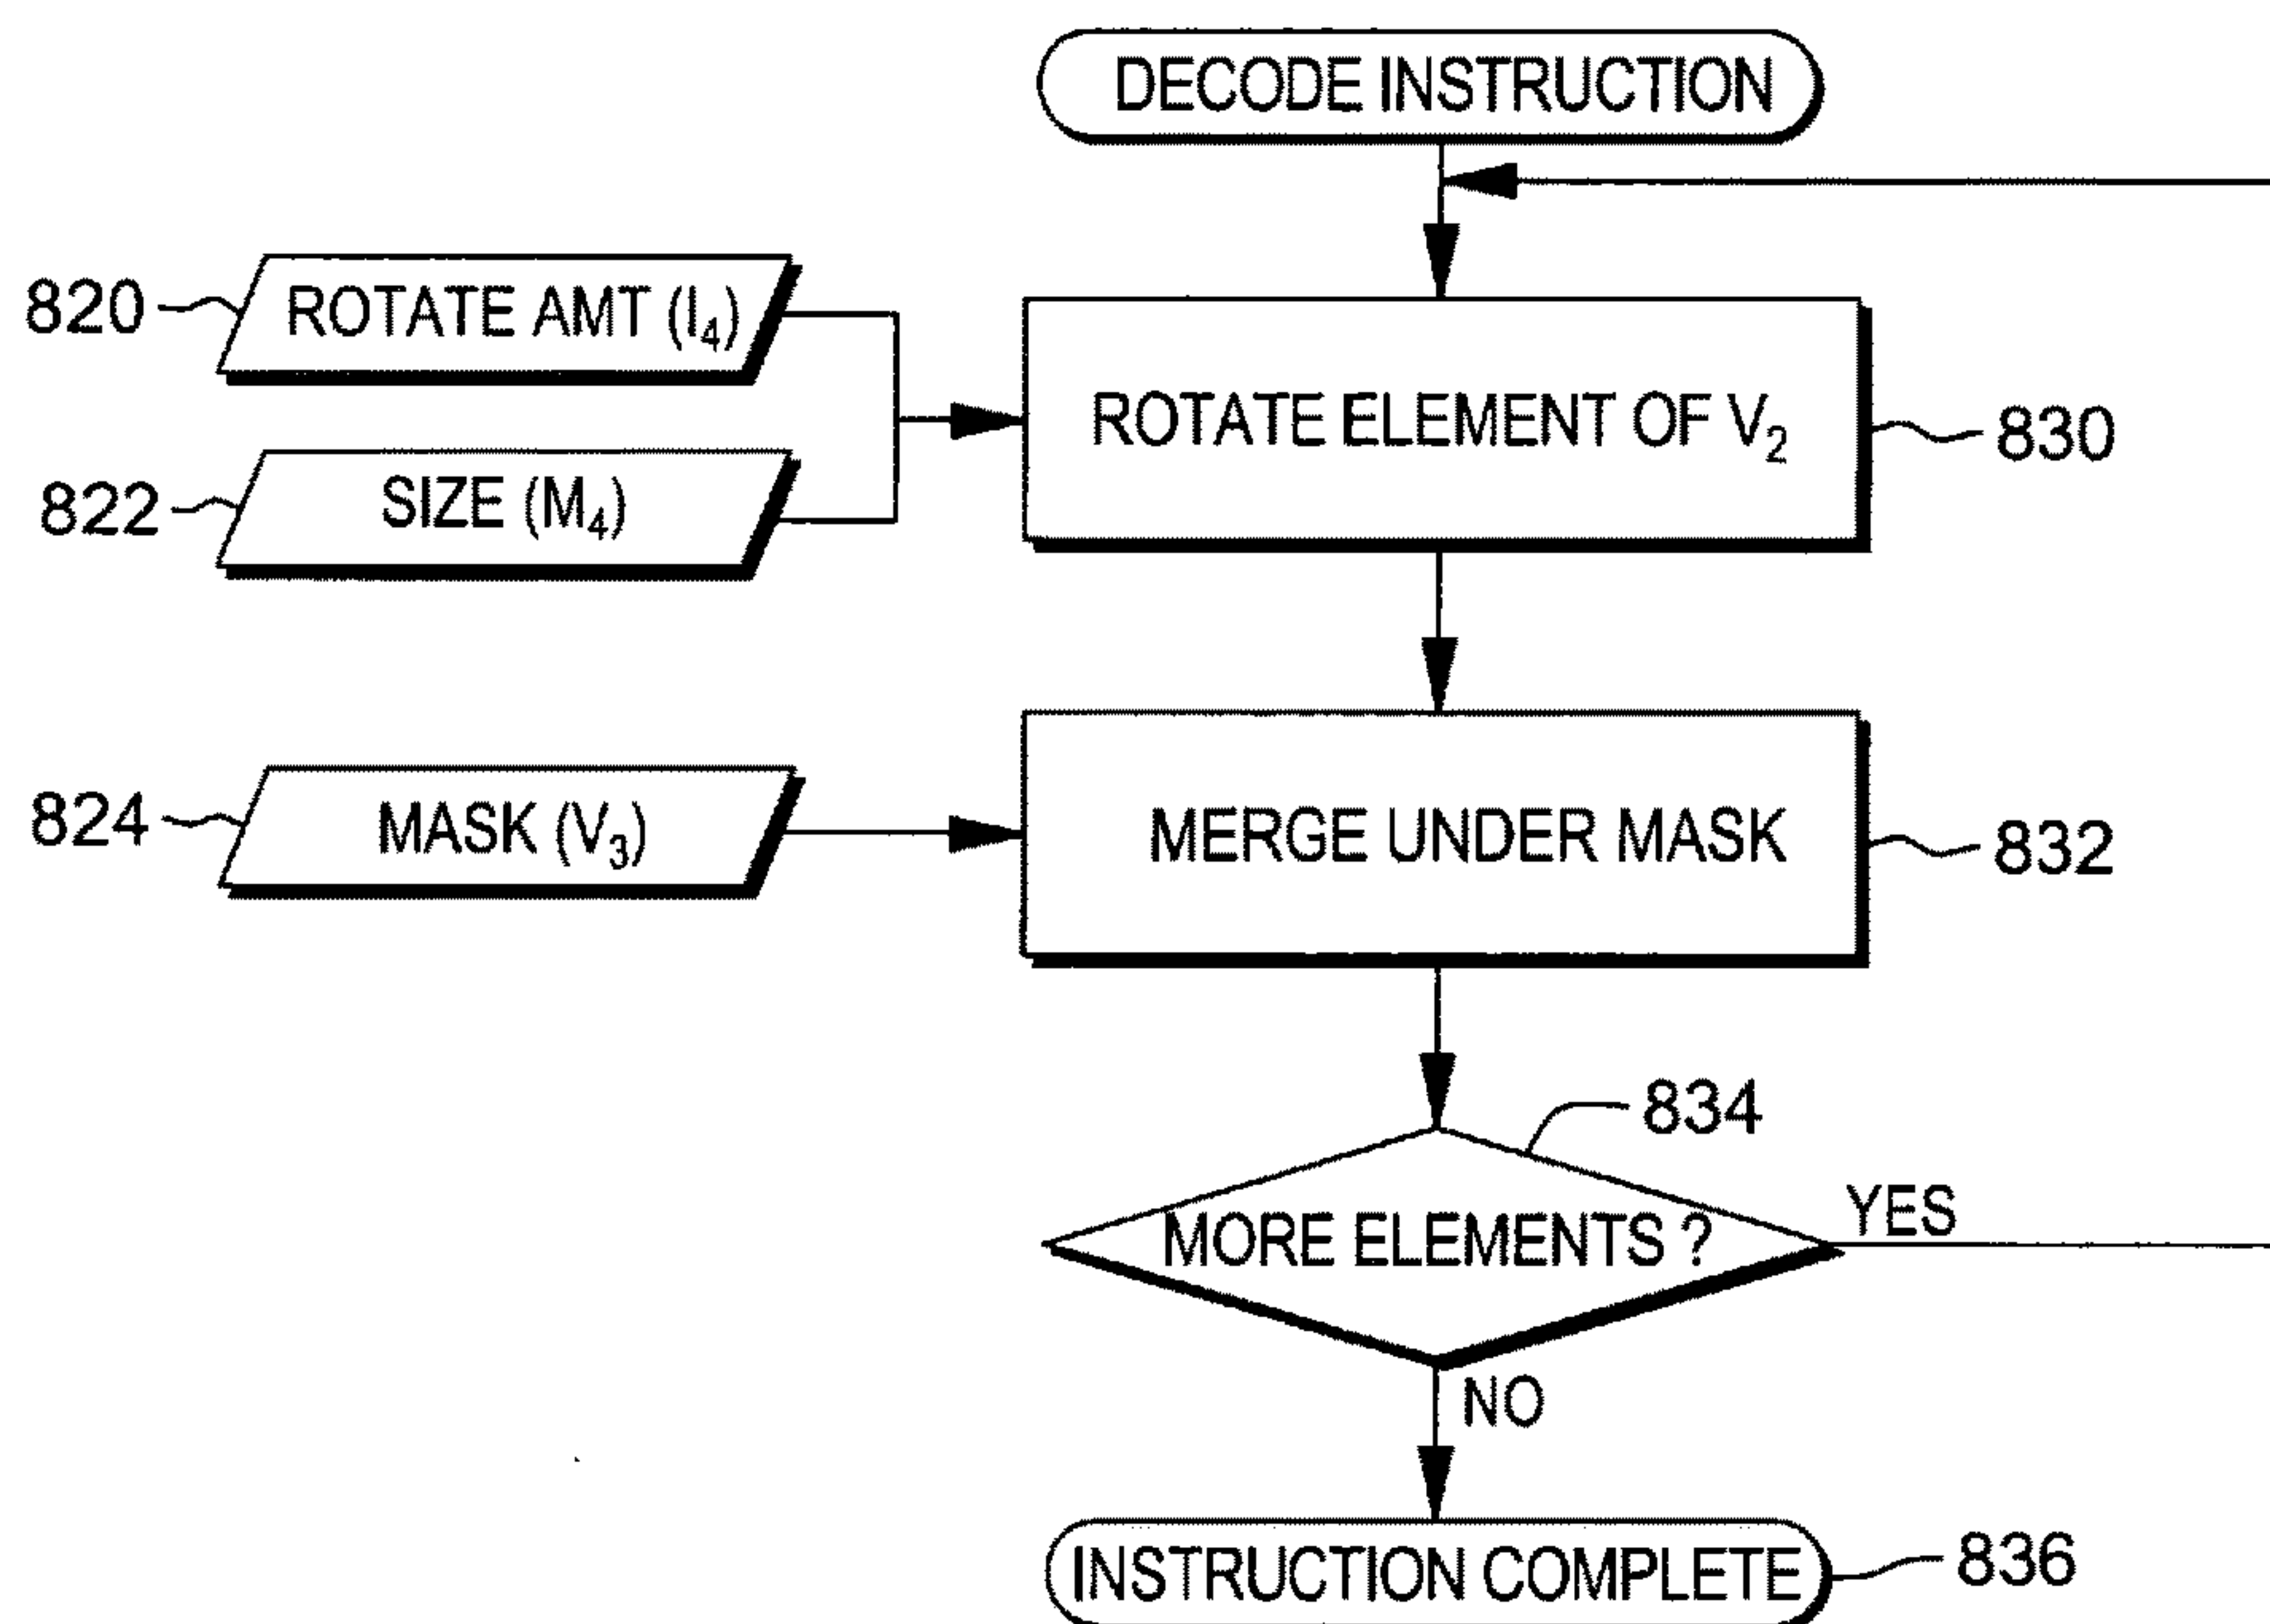 DECODE INSTRUCTION
820 ROTATE AMT (I₄)
ROTATE ELEMENT OF V₂ 830
822 SIZE (M₄)
824 MASK (V₃)
MERGE UNDER MASK 832
834
MORE ELEMENTS ?
YES
NO
INSTRUCTION COMPLETE 836